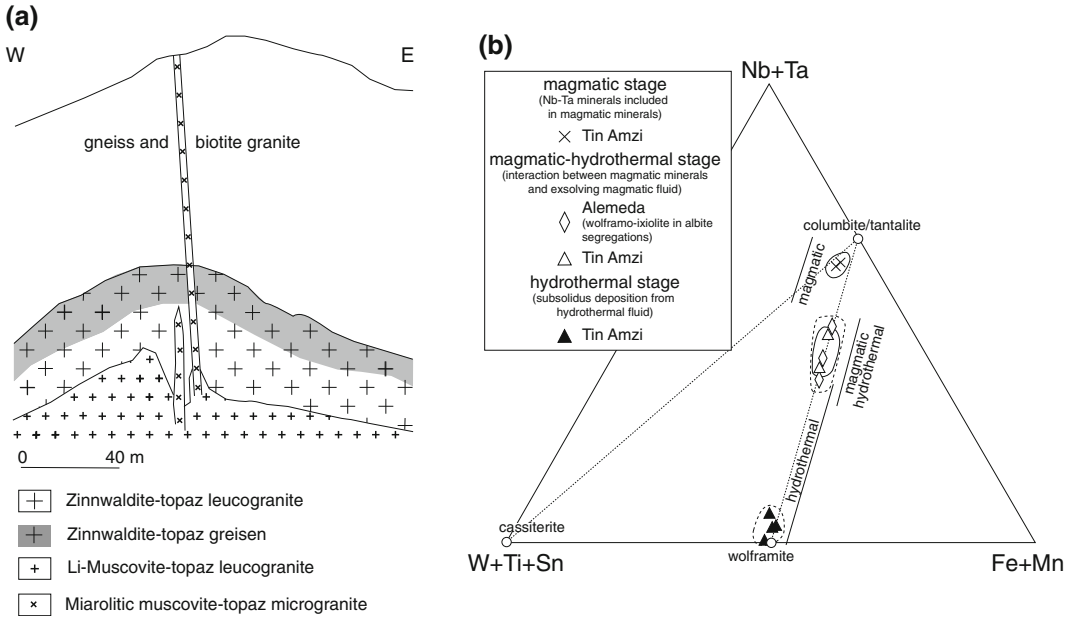 (a)
W
E
gneiss and biotite granite
0 40 m
Zinnwaldite-topaz leucogranite
Zinnwaldite-topaz greisen
Li-Muscovite-topaz leucogranite
Miarolitic muscovite-topaz microgranite
(b)
Nb+Ta
magmatic stage
(Nb-Ta minerals included
in magmatic minerals)
Tin Amzi
magmatic-hydrothermal stage
(interaction between magmatic minerals
and exsolving magmatic fluid)
Alemeda
(wolframo-ixiolite in albite
segregations)
Tin Amzi
hydrothermal stage
(subsolidus deposition from
hydrothermal fluid)
Tin Amzi
columbite/tantalite
magmatic
magmatic
hydrothermal
hydrothermal
cassiterite
wolframite
W+Ti+Sn
Fe+Mn